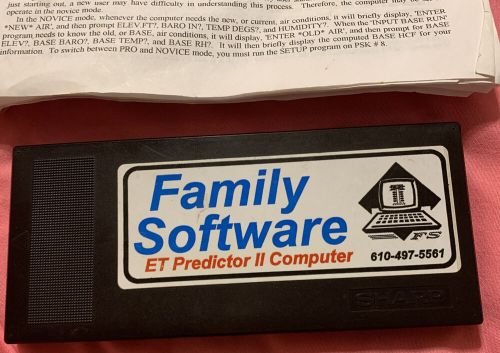 just starting out, a new user may have difficulty in understanding this process. Therefore, the computer may be
operate in the novice mode.
In the NOVICE mode, whenever the computer needs the new, or current, air conditions, it will briefly display, 'ENTER
*NEW* AIR', and then prompt ELEV FT?, BARO IN?, TEMP DEGS?, and HUMIDITY?. When the 'INPUT BASE RUN'
program needs to know the old, or BASE, air conditions, it will display, 'ENTER *OLD* AIR', and then prompt for BASE
ELEV?, BASE BARO?, BASE TEMP?, and BASE RH?. It will then briefly display the computed BASE HCF for your
information. To switch between PRO and NOVICE mode, you must run the SETUP program on PSK # 8.
Family
Software
ET Predictor II Computer
FS
610-497-5561
SHARP